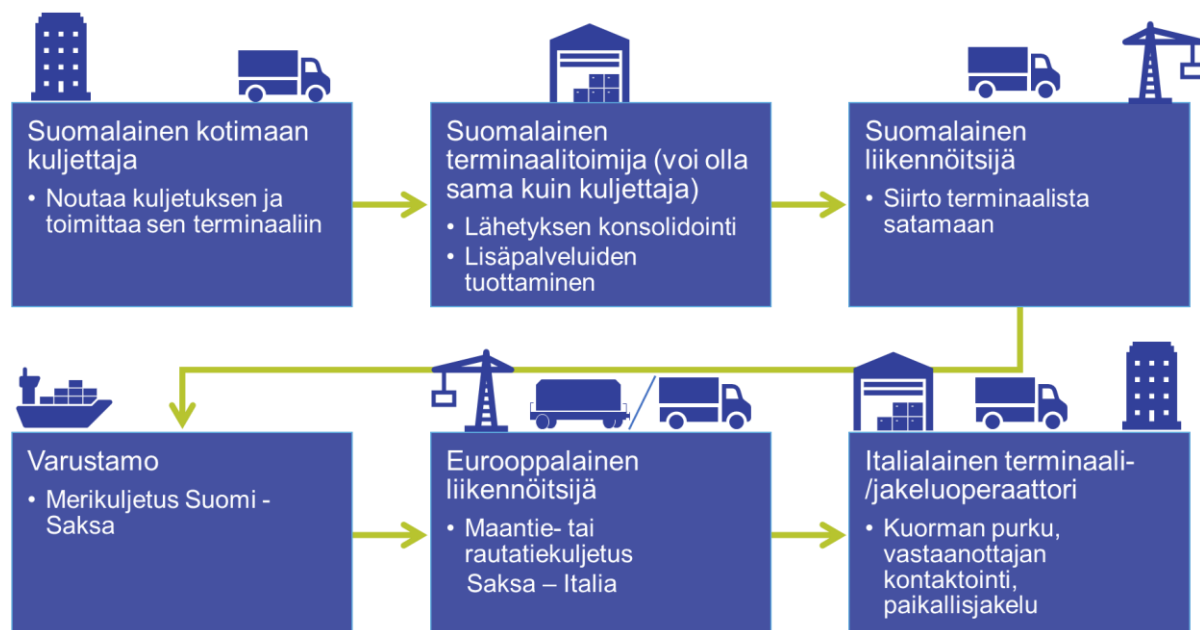 Suomalainen kotimaan
kuljettaja
• Noutaa kuljetuksen ja
toimittaa sen terminaaliin
Suomalainen
terminaalitoimija (voi olla
sama kuin kuljettaja)
• Lähetyksen konsolidointi
• Lisäpalveluiden
tuottaminen
Suomalainen
liikennöitsijä
• Siirto terminaalista
satamaan
Varustamo
• Merikuljetus Suomi -
Saksa
Eurooppalainen
liikennöitsijä
• Maantie- tai
rautatiekuljetus
Saksa – Italia
Italialainen terminaali-
/jakeluoperaattori
• Kuorman purku,
vastaanottajan
kontaktointi,
paikallisjakelu